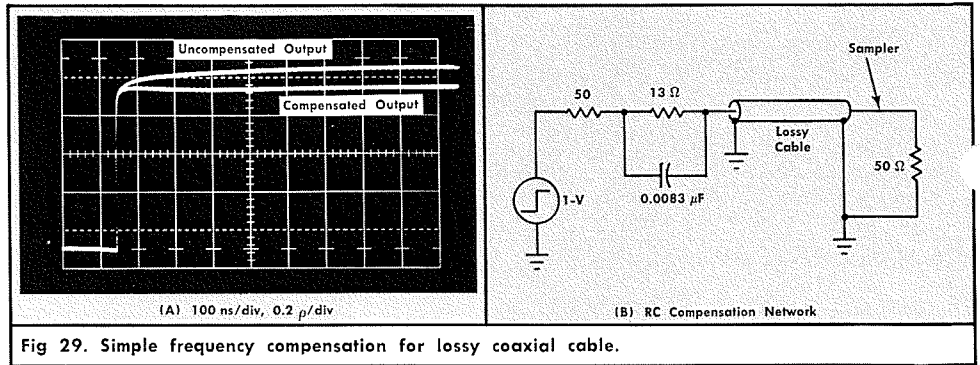 Uncompensated Output
Compensated Output
(A) 100 ns/div, 0.2 ρ/div
Sampler
50
13 Ω
Lossy
Cable
50 Ω
0.0083 μF
1-V
(B) RC Compensation Network
Fig 29. Simple frequency compensation for lossy coaxial cable.